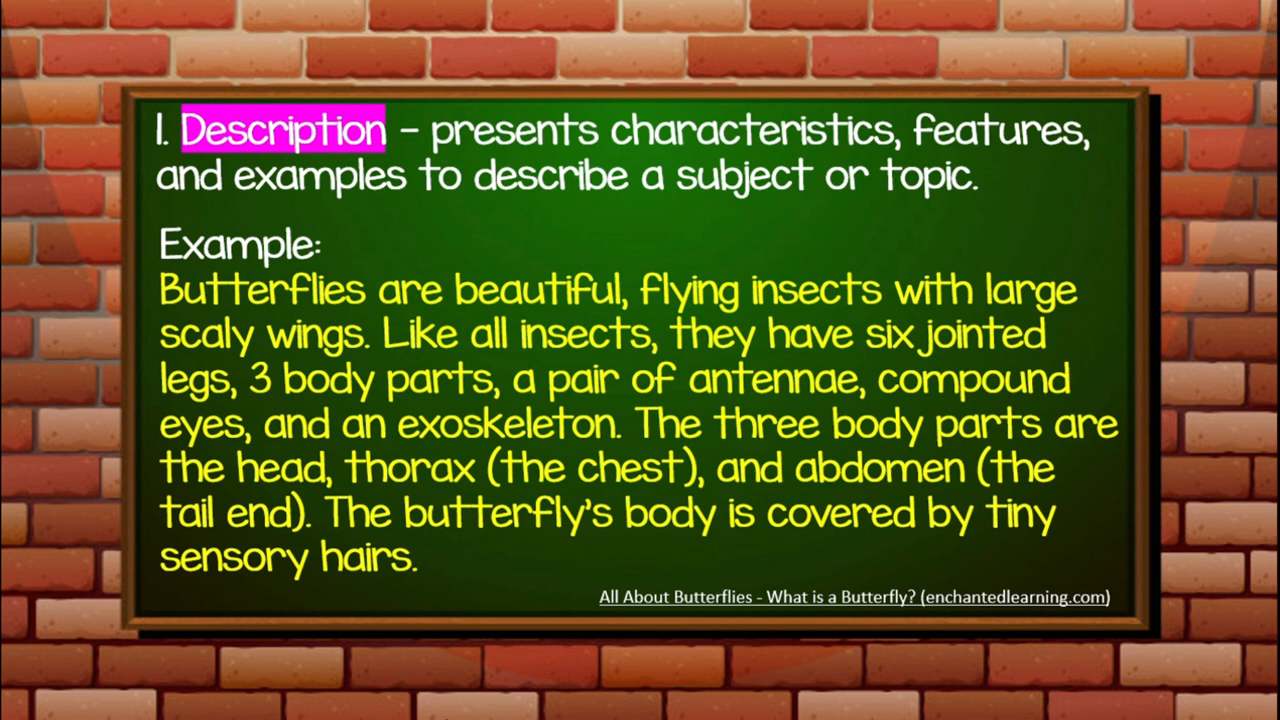 1. Description – presents characteristics, features,
and examples to describe a subject or topic.
Example:
Butterflies are beautiful, flying insects with large
scaly wings. Like all insects, they have six jointed
legs, 3 body parts, a pair of antennae, compound
eyes, and an exoskeleton. The three body parts are
the head, thorax (the chest), and abdomen (the
tail end). The butterfly’s body is covered by tiny
sensory hairs.
All About Butterflies - What is a Butterfly? (enchantedlearning.com)